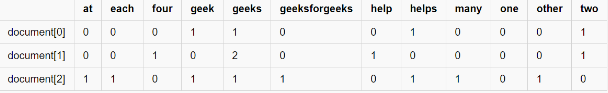 at each four geek geeks geeksforgeeks help helps many one other two
document[0] 0 0 0 1 1 0 0 1 0 0 0 1
document[1] 0 0 1 0 2 0 1 0 0 0 0 1
document[2] 1 1 0 1 1 1 0 1 1 0 1 0